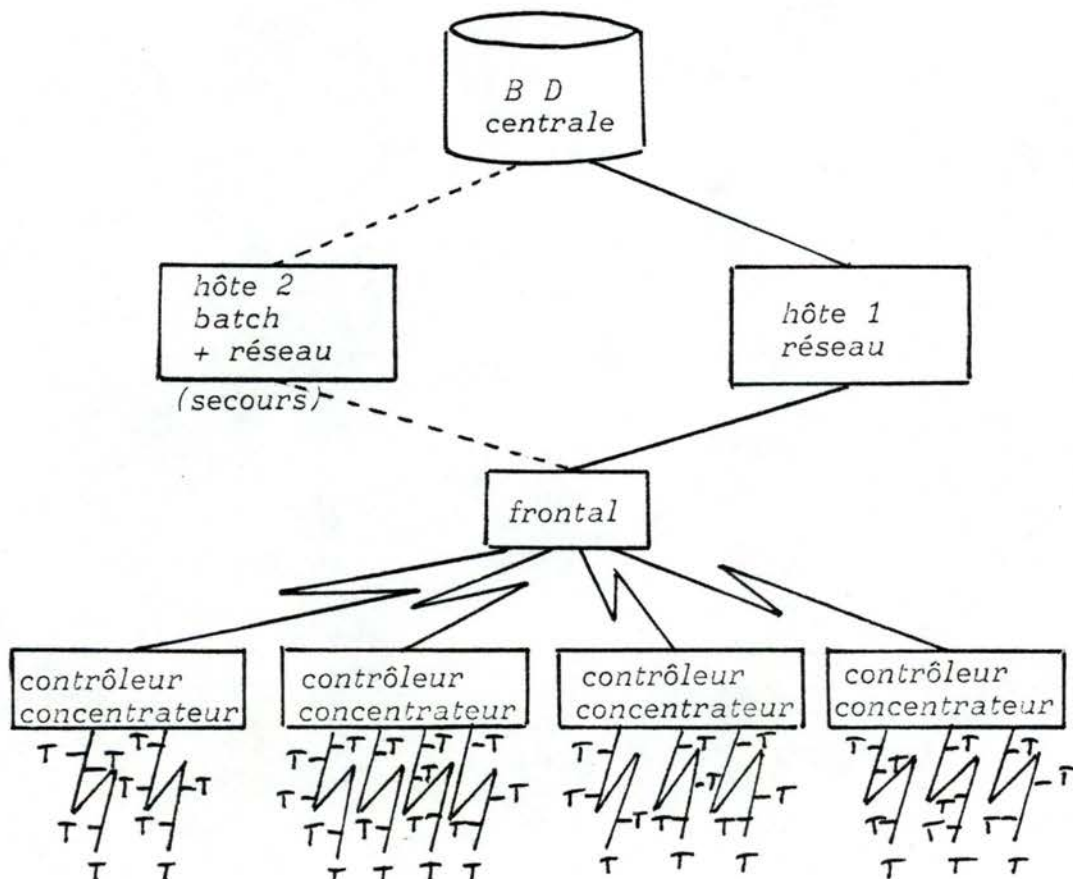 B D
centrale
hôte 2
batch
+ réseau
(secours)
hôte 1
réseau
frontal
contrôleur
concentrateur
contrôleur
concentrateur
contrôleur
concentrateur
contrôleur
concentrateur
T T T T T T T T T T T T T T
T T T T T T T T T T T
T T T T T T T T T T T T
T T T T T T T T T T T T